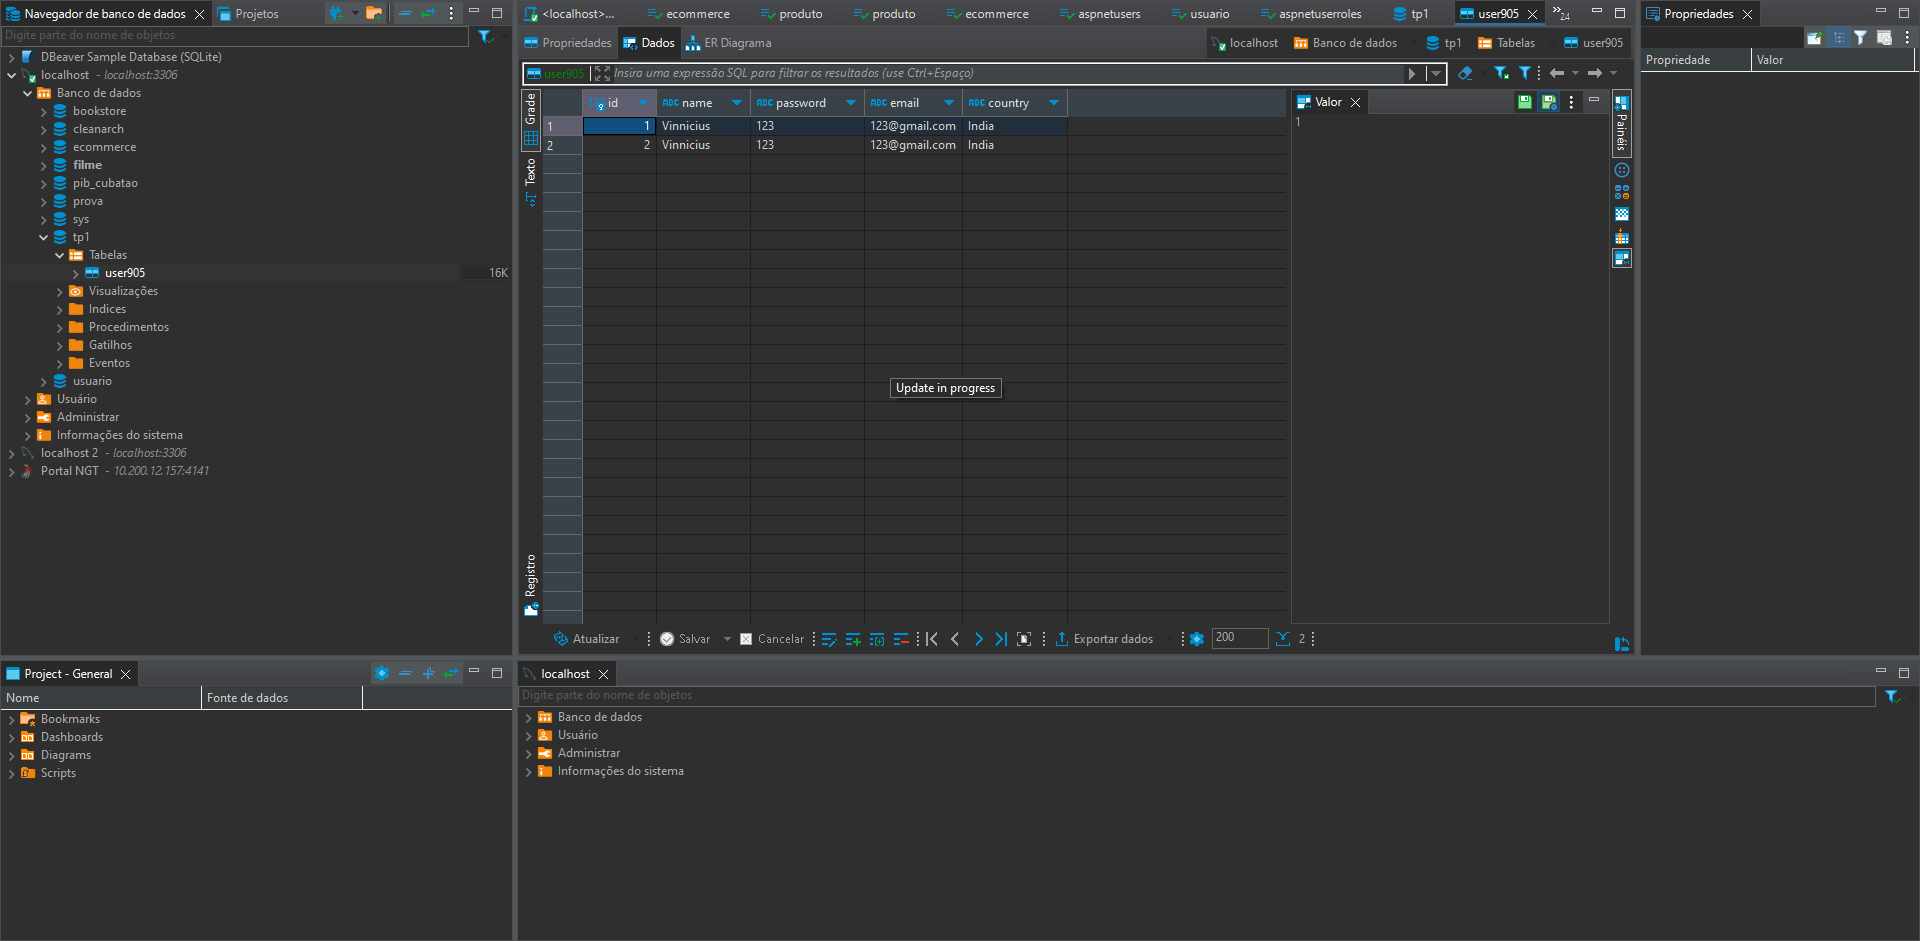 Navegador de banco de dados
Projetos
Digite parte do nome de objetos
DBeaver Sample Database (SQLite)
localhost - localhost:3306
Banco de dados
bookstore
cleanarch
ecommerce
filme
pib_cubatao
prova
sys
tp1
Tabelas
user905 16K
Visualizações
Indices
Procedimentos
Gatilhos
Eventos
usuario
Usuário
Administrar
Informações do sistema
localhost 2 - localhost:3306
Portal NGT - 10.200.12.157:4141
<localhost>... ecommerce produto produto ecommerce aspnetusers usuario aspnetuserroles tp1 user905 »24
Propriedades Dados ER Diagrama
localhost Banco de dados tp1 Tabelas user905
user905 Insira uma expressão SQL para filtrar os resultados (use Ctrl+Espaço)
Grade
Texto
Registro
id name password email country
1 1 Vinnicius 123 123@gmail.com India
2 2 Vinnicius 123 123@gmail.com India
Update in progress
Valor
1
Painéis
Atualizar Salvar Cancelar Exportar dados 200 2
Propriedades
Propriedade Valor
Project - General
Nome Fonte de dados
Bookmarks
Dashboards
Diagrams
Scripts
localhost
Digite parte do nome de objetos
Banco de dados
Usuário
Administrar
Informações do sistema